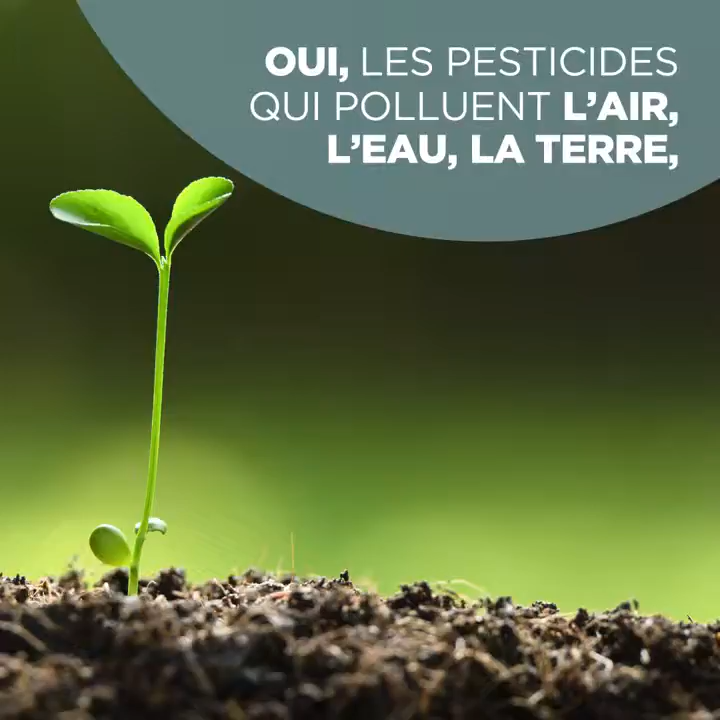 OUI, LES PESTICIDES
QUI POLLUENT L'AIR,
L'EAU, LA TERRE,